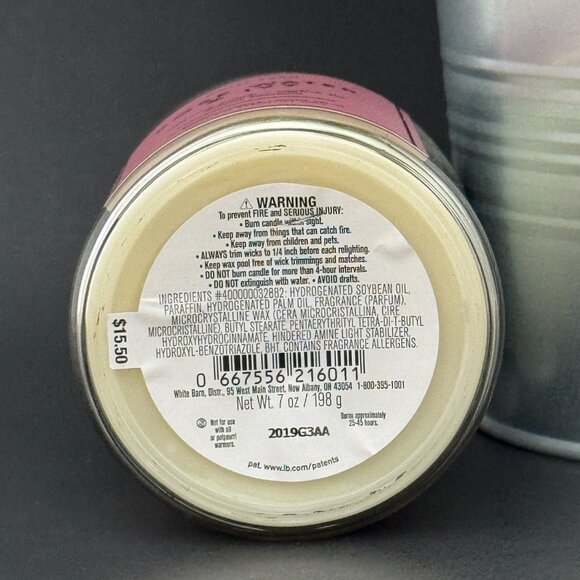 ⚠ WARNING
To prevent FIRE and SERIOUS INJURY:
• Burn candle within sight.
• Keep away from things that can catch fire.
• Keep away from children and pets.
• ALWAYS trim wicks to 1/4 inch before each relighting.
• Keep wax pool free of wick trimmings and matches.
• DO NOT burn candle for more than 4-hour intervals.
• DO NOT extinguish with water. • AVOID drafts.
INGREDIENTS #400000032882: HYDROGENATED SOYBEAN OIL,
PARAFFIN, HYDROGENATED PALM OIL, FRAGRANCE (PARFUM),
MICROCRYSTALLINE WAX (CERA MICROCRISTALLINA, CIRE
MICROCRISTALLINE) BUTYL STEARATE, PENTAERYTHRITYL TETRA-DI-T-BUTYL
HYDROXYHYDROCINNAMATE, HINDERED AMINE LIGHT STABILIZER,
HYDROXYL-BENZOTRIAZOLE, BHT. CONTAINS FRAGRANCE ALLERGENS.
$15.50
0 667556 216011
White Barn, Distr., 95 West Main Street, New Albany, OH 43054 1-800-395-1001
Net Wt. 7 oz / 198 g
Not for use
with oil
or
potpourri
warmers.
2019G3AA
Burns approximately
25-45 hours.
pat. www.lb.com/patents